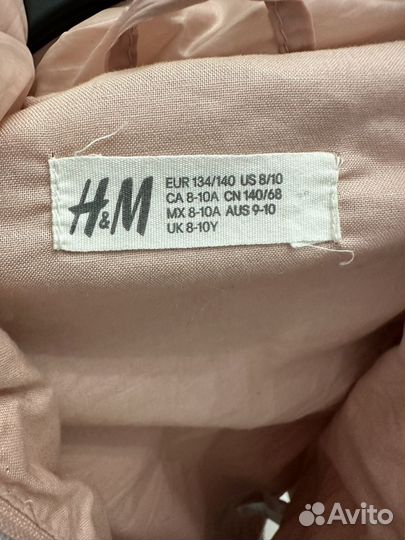 H&M
EUR 134/140 US 8/10
CA 8-10A CN 140/68
MX 8-10A AUS 9-10
UK 8-10Y
Avito